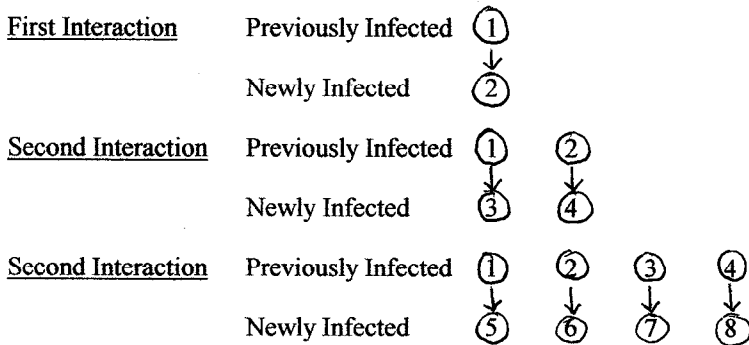 First Interaction Previously Infected 1
Newly Infected 2
Second Interaction Previously Infected 1 2
Newly Infected 3 4
Second Interaction Previously Infected 1 2 3 4
Newly Infected 5 6 7 8